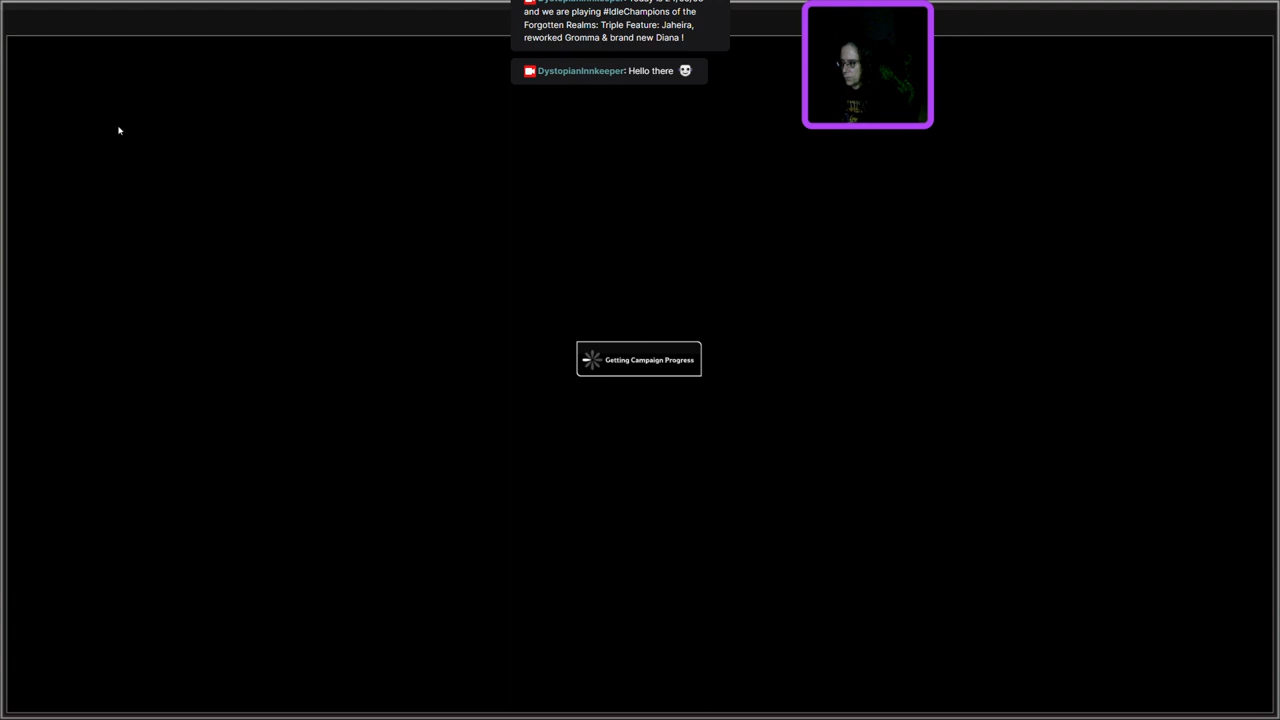 and we are playing #IdleChampions of the
Forgotten Realms: Triple Feature: Jaheira,
reworked Gromma & brand new Diana !
DystopianInnkeeper: Hello there
Getting Campaign Progress